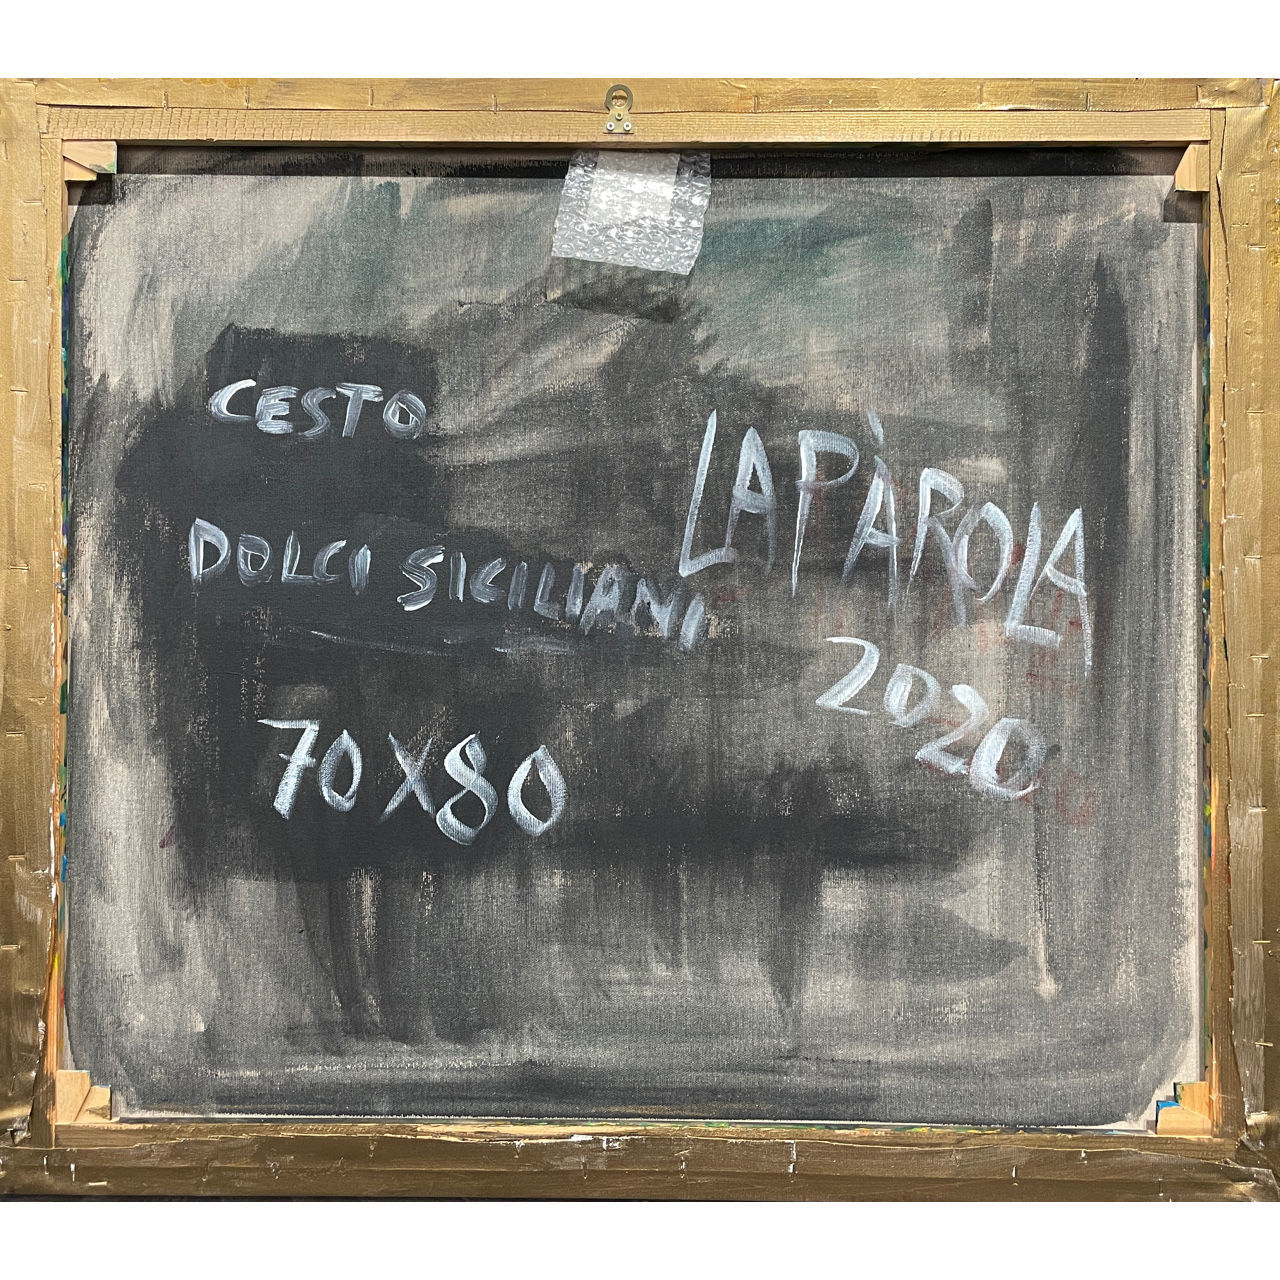 CESTO
DOLCI SICILIANI
70X80
LAPÀROLA
2020